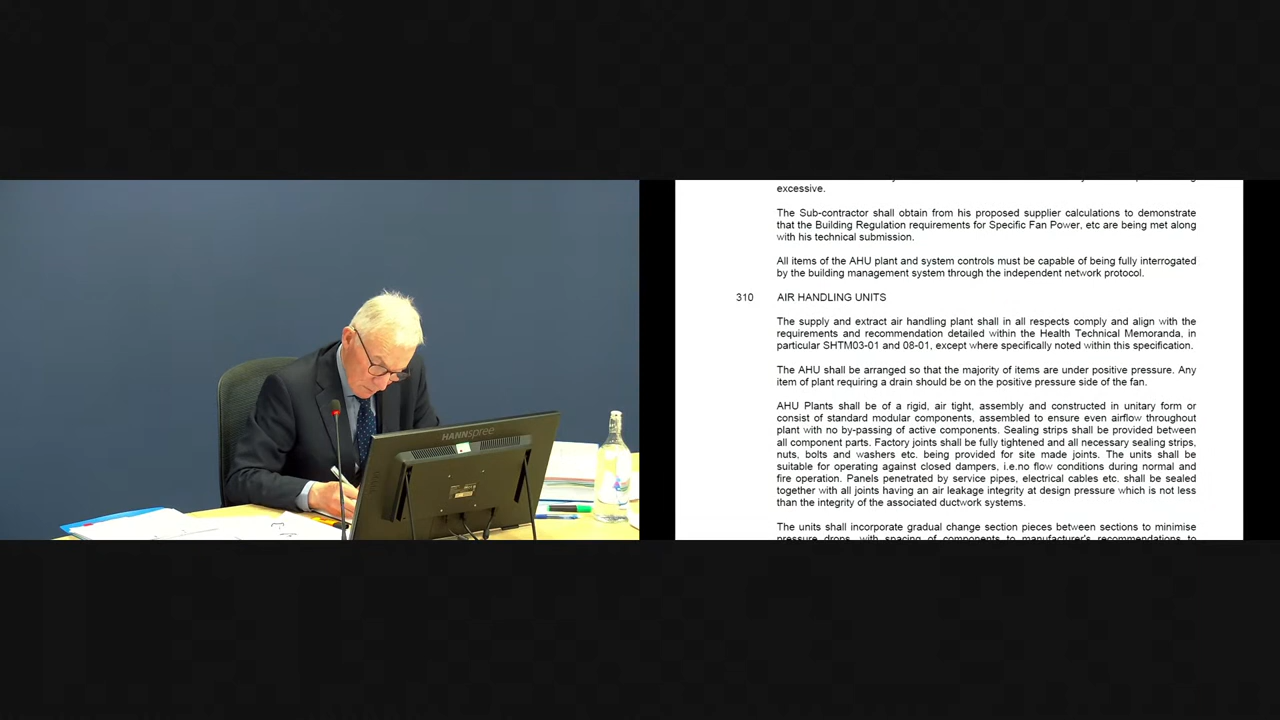 excessive.
The Sub-contractor shall obtain from his proposed supplier calculations to demonstrate
that the Building Regulation requirements for Specific Fan Power, etc are being met along
with his technical submission.
All items of the AHU plant and system controls must be capable of being fully interrogated
by the building management system through the independent network protocol.
310 AIR HANDLING UNITS
The supply and extract air handling plant shall in all respects comply and align with the
requirements and recommendation detailed within the Health Technical Memoranda, in
particular SHTM03-01 and 08-01, except where specifically noted within this specification.
The AHU shall be arranged so that the majority of items are under positive pressure. Any
item of plant requiring a drain should be on the positive pressure side of the fan.
AHU Plants shall be of a rigid, air tight, assembly and constructed in unitary form or
consist of standard modular components, assembled to ensure even airflow throughout
plant with no by-passing of active components. Sealing strips shall be provided between
all component parts. Factory joints shall be fully tightened and all necessary sealing strips,
nuts, bolts and washers etc. being provided for site made joints. The units shall be
suitable for operating against closed dampers, i.e.no flow conditions during normal and
fire operation. Panels penetrated by service pipes, electrical cables etc. shall be sealed
together with all joints having an air leakage integrity at design pressure which is not less
than the integrity of the associated ductwork systems.
The units shall incorporate gradual change section pieces between sections to minimise
pressure drops, with spacing of components to manufacturer's recommendations to
HANNspree